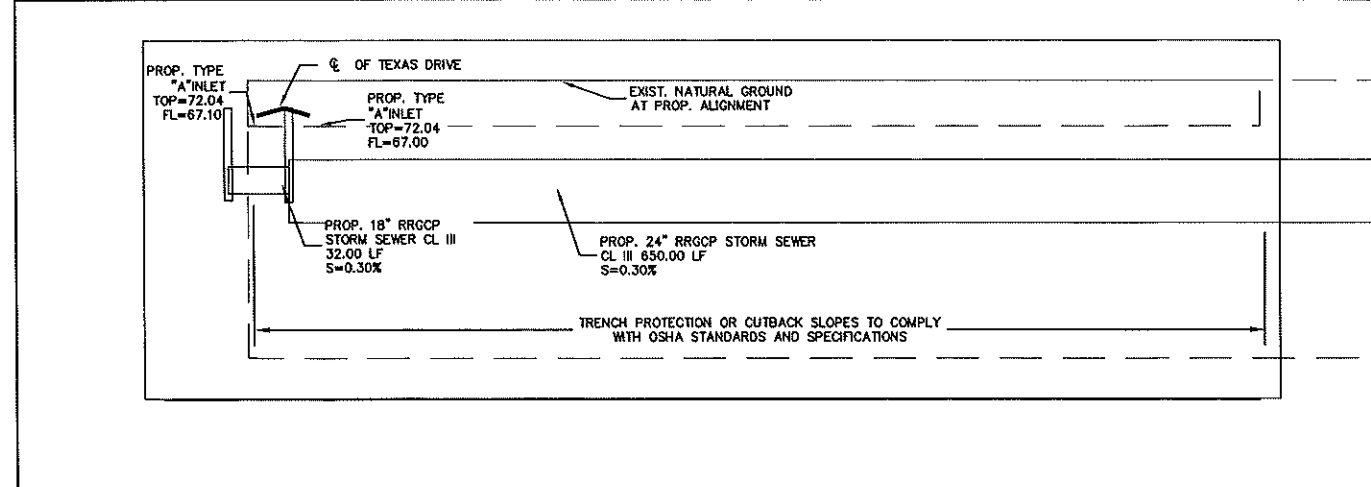 PROP. TYPE
"A"INLET
TOP=72.04
FL=67.10
℄ OF TEXAS DRIVE
PROP. TYPE
"A"INLET
TOP=72.04
FL=67.00
EXIST. NATURAL GROUND
AT PROP. ALIGNMENT
PROP. 18" RRGCP
STORM SEWER CL III
32.00 LF
S=0.30%
PROP. 24" RRGCP STORM SEWER
CL III 650.00 LF
S=0.30%
TRENCH PROTECTION OR CUTBACK SLOPES TO COMPLY
WITH OSHA STANDARDS AND SPECIFICATIONS